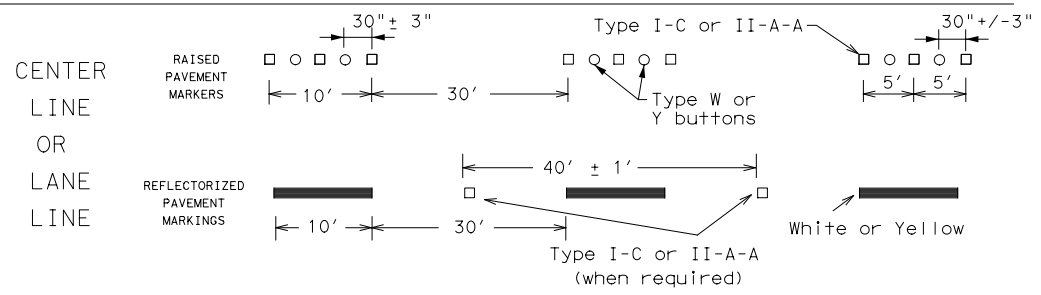 30"± 3"
Type I-C or II-A-A
30"+/-3"
CENTER
LINE
OR
LANE
LINE
RAISED
PAVEMENT
MARKERS
10'
30'
Type W or
Y buttons
5'
5'
40' ± 1'
REFLECTORIZED
PAVEMENT
MARKINGS
10'
30'
Type I-C or II-A-A
(when required)
White or Yellow